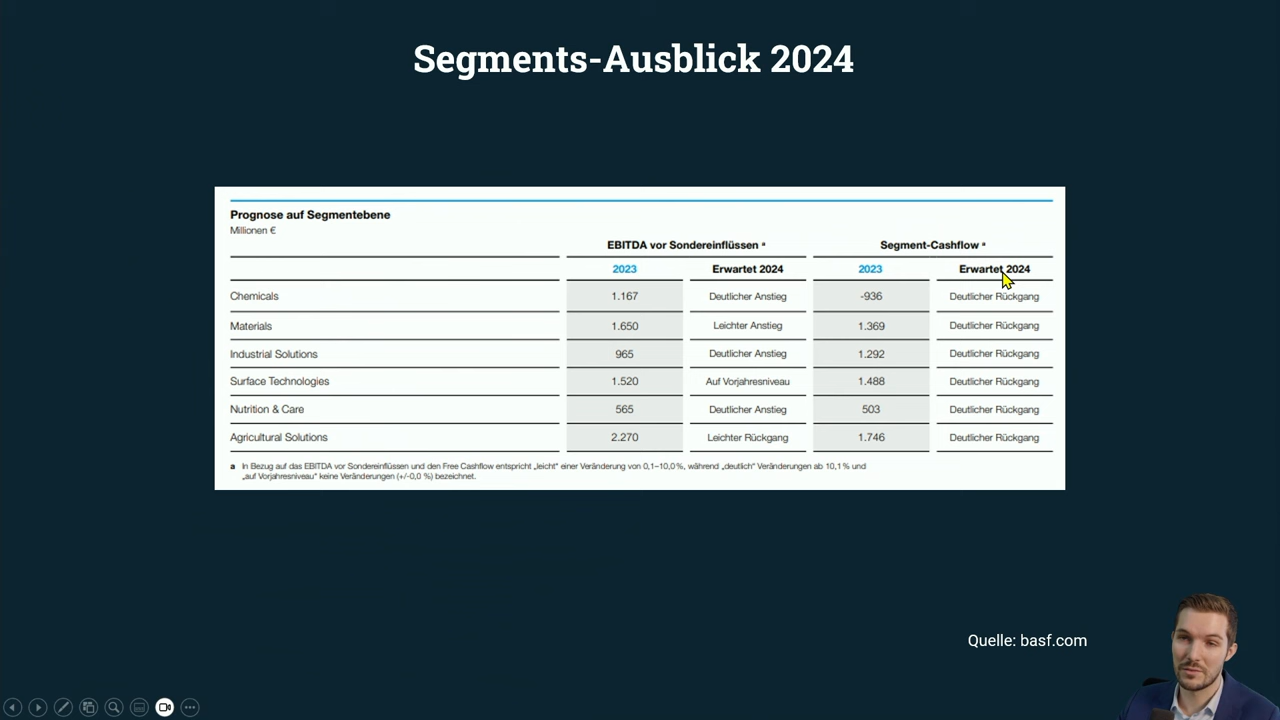 Segments-Ausblick 2024
Prognose auf Segmentebene
Millionen €
EBITDA vor Sondereinflüssen ª Segment-Cashflow ª
2023 Erwartet 2024 2023 Erwartet 2024
Chemicals 1.167 Deutlicher Anstieg -936 Deutlicher Rückgang
Materials 1.650 Leichter Anstieg 1.369 Deutlicher Rückgang
Industrial Solutions 965 Deutlicher Anstieg 1.292 Deutlicher Rückgang
Surface Technologies 1.520 Auf Vorjahresniveau 1.488 Deutlicher Rückgang
Nutrition & Care 565 Deutlicher Anstieg 503 Deutlicher Rückgang
Agricultural Solutions 2.270 Leichter Rückgang 1.746 Deutlicher Rückgang
a In Bezug auf das EBITDA vor Sondereinflüssen und den Free Cashflow entspricht „leicht“ einer Veränderung von 0,1–10,0%, während „deutlich“ Veränderungen ab 10,1% und
„auf Vorjahresniveau“ keine Veränderungen (+/-0,0 %) bezeichnet.
Quelle: basf.com